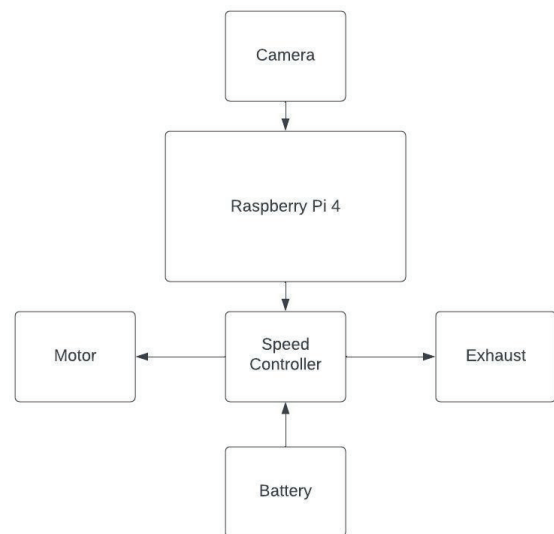 Camera
Raspberry Pi 4
Motor
Speed
Controller
Exhaust
Battery